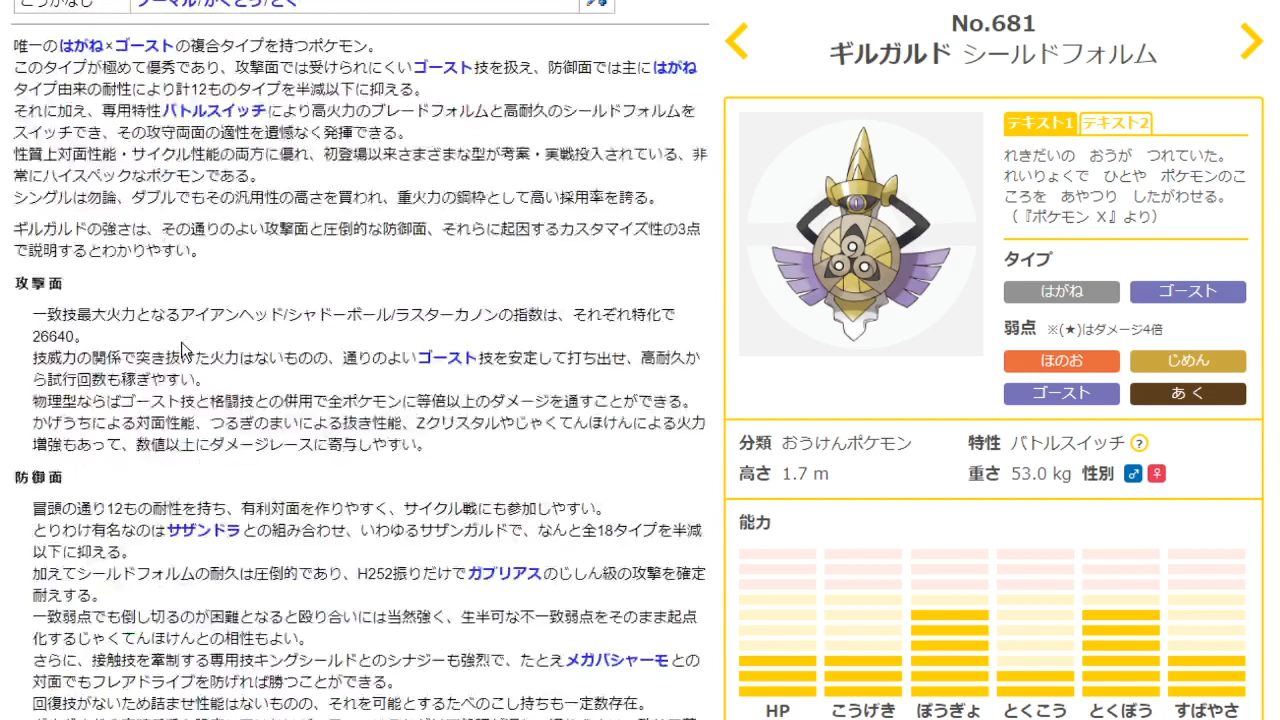 こうかなし
ノーマル/かくとう/どく
唯一のはがね×ゴーストの複合タイプを持つポケモン。
このタイプが極めて優秀であり、攻撃面では受けられにくいゴースト技を扱え、防御面では主にはがね
タイプ由来の耐性により計12ものタイプを半減以下に抑える。
それに加え、専用特性バトルスイッチにより高火力のブレードフォルムと高耐久のシールドフォルムを
スイッチでき、その攻守両面の適性を遺憾なく発揮できる。
性質上対面性能・サイクル性能の両方に優れ、初登場以来さまざまな型が考案・実戦投入されている、非
常にハイスペックなポケモンである。
シングルは勿論、ダブルでもその汎用性の高さを買われ、重火力の鋼枠として高い採用率を誇る。
ギルガルドの強さは、その通りのよい攻撃面と圧倒的な防御面、それらに起因するカスタマイズ性の3点
で説明するとわかりやすい。
攻撃面
一致技最大火力となるアイアンヘッド/シャドーボール/ラスターカノンの指数は、それぞれ特化で
26640。
技威力の関係で突き抜けた火力はないものの、通りのよいゴースト技を安定して打ち出せ、高耐久か
ら試行回数も稼ぎやすい。
物理型ならばゴースト技と格闘技との併用で全ポケモンに等倍以上のダメージを通すことができる。
かげうちによる対面性能、つるぎのまいによる抜き性能、Zクリスタルやじゃくてんほけんによる火力
増強もあって、数値以上にダメージレースに寄与しやすい。
防御面
冒頭の通り12もの耐性を持ち、有利対面を作りやすく、サイクル戦にも参加しやすい。
とりわけ有名なのはサザンドラとの組み合わせ、いわゆるサザンガルドで、なんと全18タイプを半減
以下に抑える。
加えてシールドフォルムの耐久は圧倒的であり、H252振りだけでガブリアスのじしん級の攻撃を確定
耐えする。
一致弱点でも倒し切るのが困難となると殴り合いには当然強く、生半可な不一致弱点をそのまま起点
化するじゃくてんほけんとの相性もよい。
さらに、接触技を牽制する専用技キングシールドとのシナジーも強烈で、たとえメガバシャーモとの
対面でもフレアドライブを防げれば勝つことができる。
回復技がないため詰ませ性能はないものの、それを可能とするたべのこし持ちも一定数存在。
No.681
ギルガルド シールドフォルム
テキスト1 テキスト2
れきだいの おうが つれていた。
れいりょくで ひとや ポケモンのこ
ころを あやつり したがわせる。
（『ポケモン X』より）
タイプ
はがね ゴースト
弱点 ※(★)はダメージ4倍
ほのお じめん
ゴースト あく
分類 おうけんポケモン 特性 バトルスイッチ ?
高さ 1.7 m 重さ 53.0 kg 性別 ♂ ♀
能力
HP こうげき ぼうぎょ とくこう とくぼう すばやさ